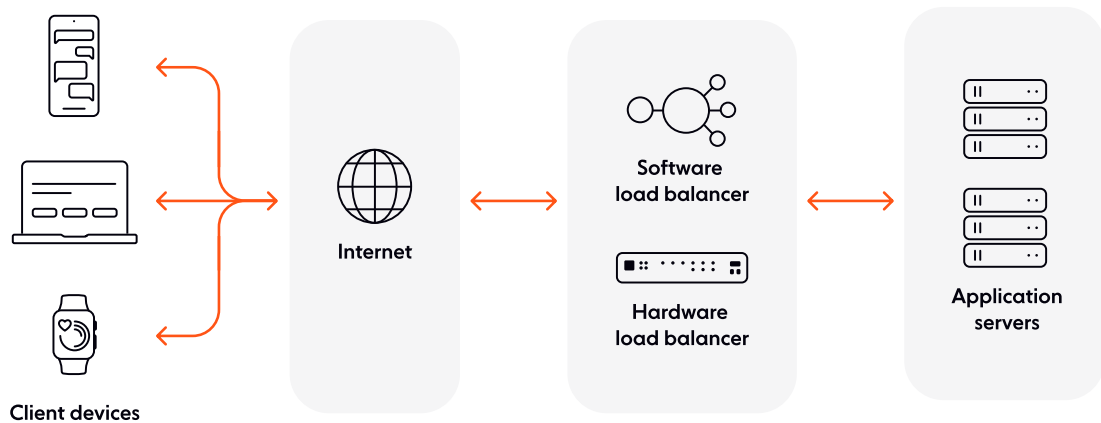 Client devices
Internet
Software
load balancer
Hardware
load balancer
Application
servers